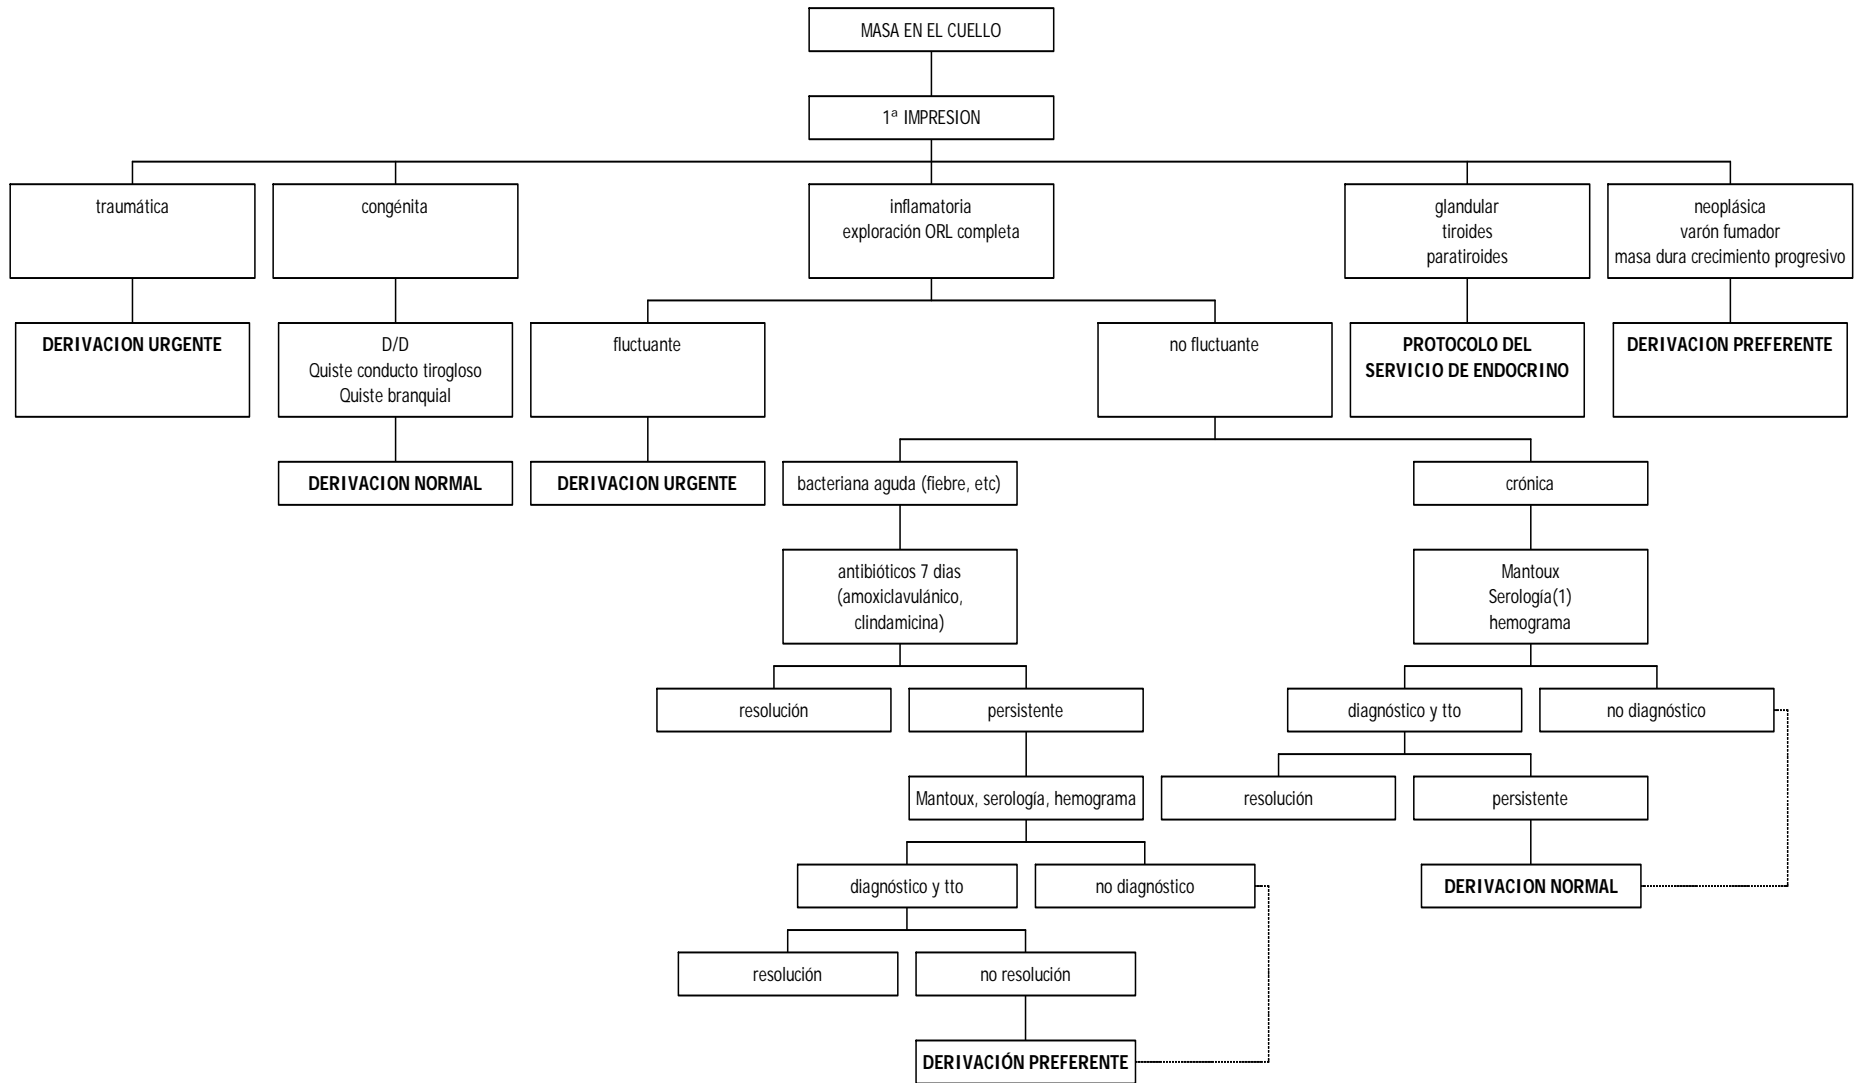 MASA EN EL CUELLO
1ª IMPRESION
traumática
congénita
inflamatoria
exploración ORL completa
glandular
tiroides
paratiroides
neoplásica
varón fumador
masa dura crecimiento progresivo
DERIVACION URGENTE
D/D
Quiste conducto tirogloso
Quiste branquial
fluctuante
no fluctuante
PROTOCOLO DEL
SERVICIO DE ENDOCRINO
DERIVACION PREFERENTE
DERIVACION NORMAL
DERIVACION URGENTE
bacteriana aguda (fiebre, etc)
crónica
antibióticos 7 dias
(amoxiclavulánico,
clindamicina)
Mantoux
Serología(1)
hemograma
resolución
persistente
diagnóstico y tto
no diagnóstico
Mantoux, serología, hemograma
resolución
persistente
diagnóstico y tto
no diagnóstico
DERIVACION NORMAL
resolución
no resolución
DERIVACIÓN PREFERENTE